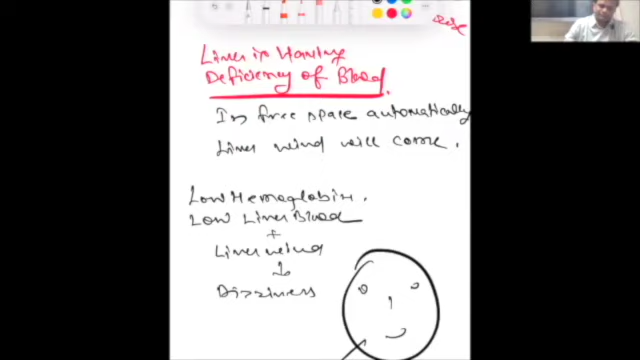 rise
Liver is Having
Deficiency of Blood.
In free space automatically
Liver wind will come.
Low Hemoglobin.
Low Liver Blood
+
Liver wind
↓
Dizziness